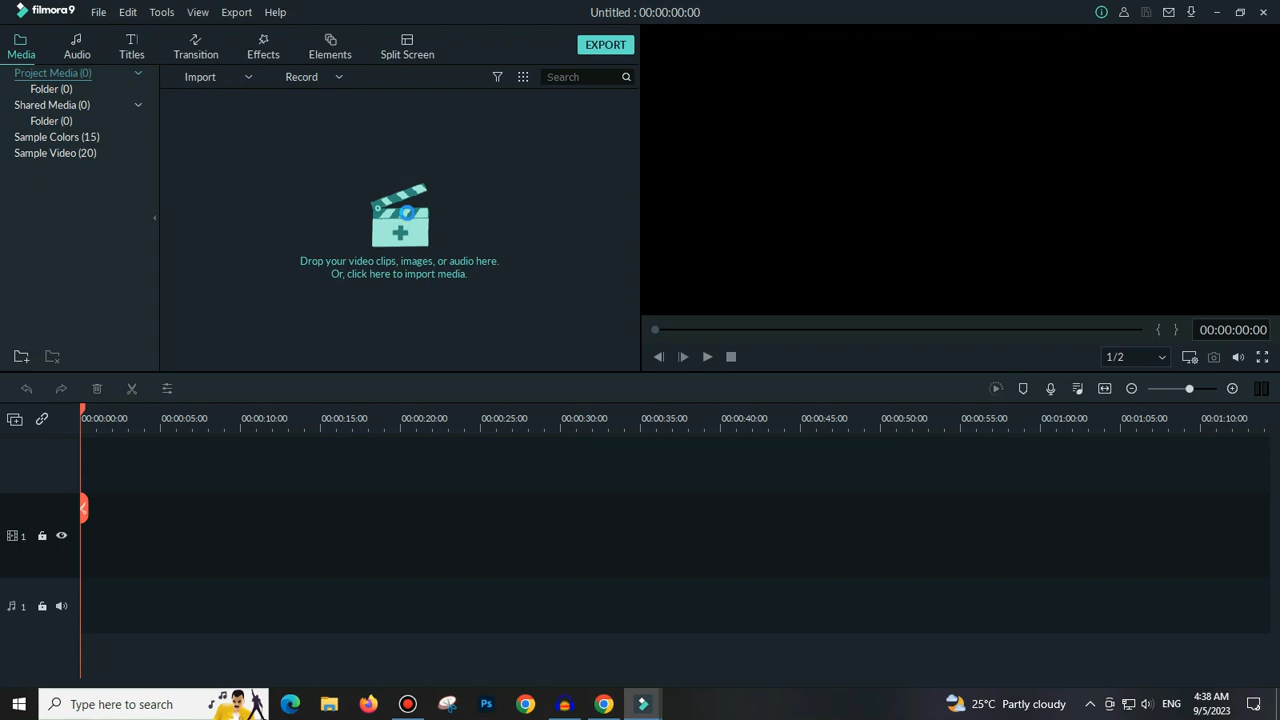 filmora9 File Edit Tools View Export Help Untitled : 00:00:00:00
Media Audio Titles Transition Effects Elements Split Screen EXPORT
Project Media (0)
Folder (0)
Shared Media (0)
Folder (0)
Sample Colors (15)
Sample Video (20)
Import Record Search
Drop your video clips, images, or audio here.
Or, click here to import media.
{ } 00:00:00:00
1/2
00:00:00:00 00:00:05:00 00:00:10:00 00:00:15:00 00:00:20:00 00:00:25:00 00:00:30:00 00:00:35:00 00:00:40:00 00:00:45:00 00:00:50:00 00:00:55:00 00:01:00:00 00:01:05:00 00:01:10:00
1
1
Type here to search Ps 25°C Partly cloudy ENG 4:38 AM
9/5/2023